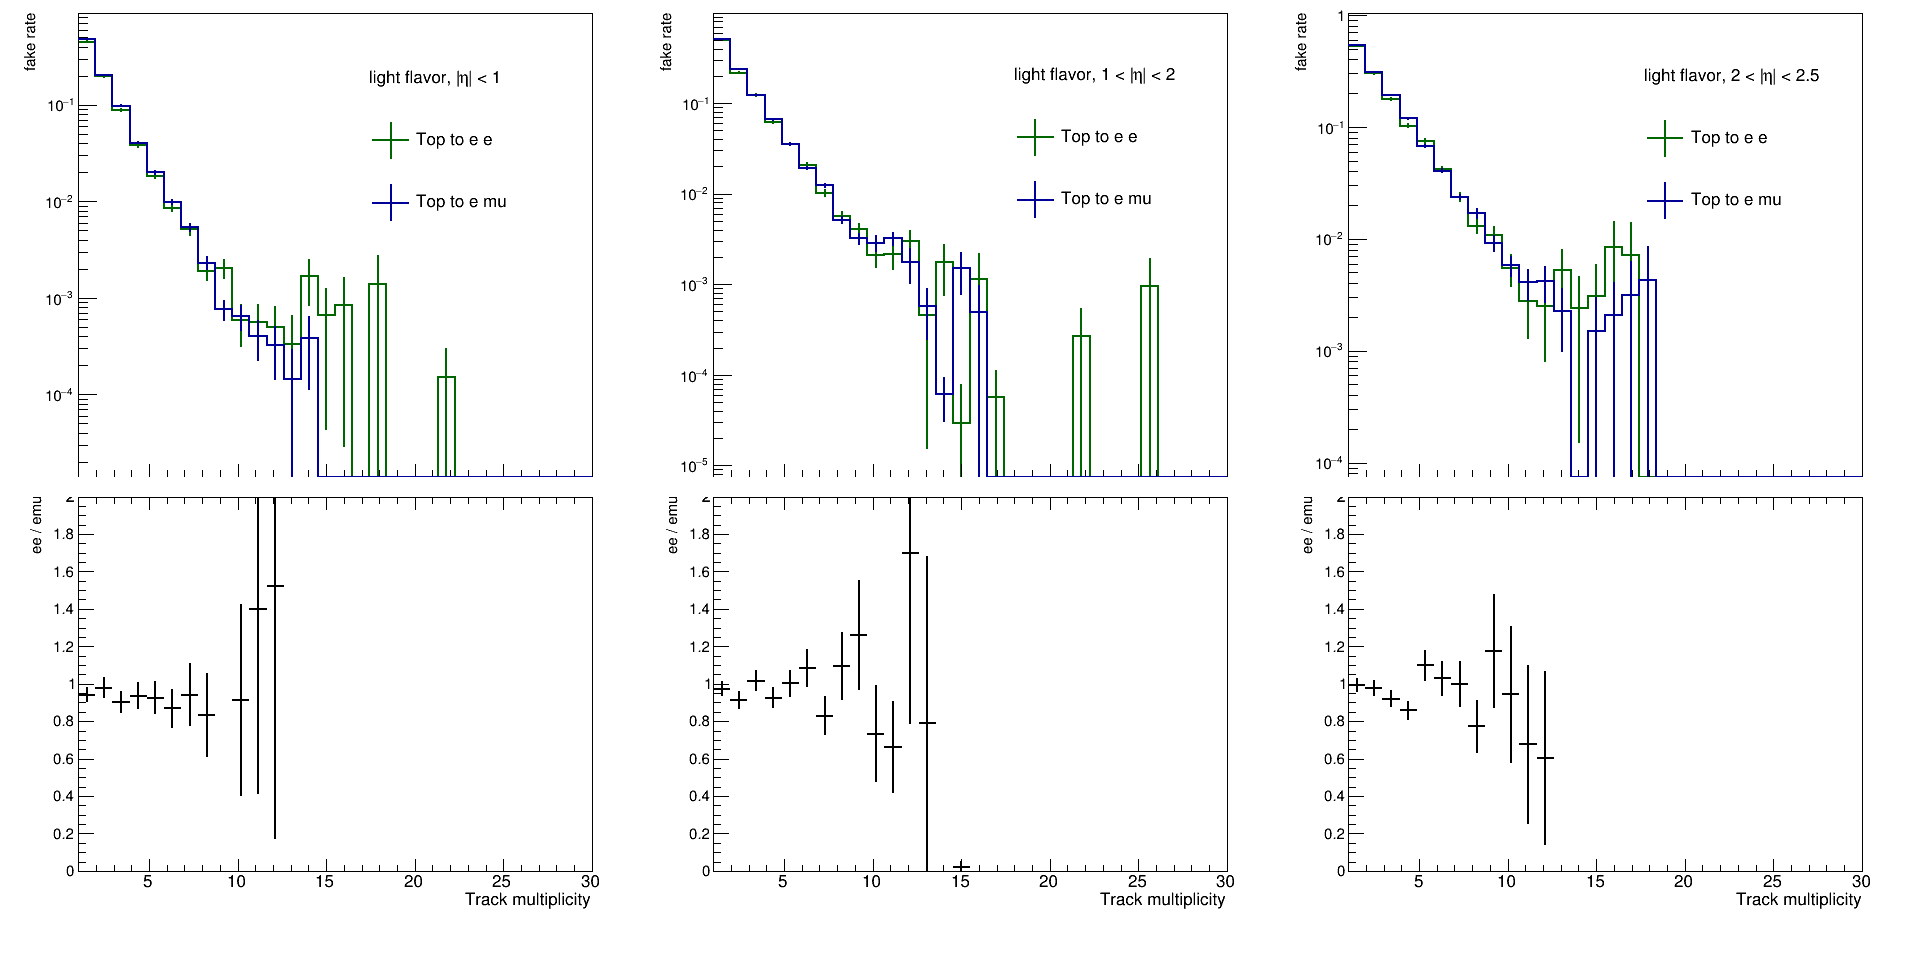 fake rate
light flavor, |η| < 1
Top to e e
Top to e mu
10⁻¹
10⁻²
10⁻³
10⁻⁴
fake rate
light flavor, 1 < |η| < 2
Top to e e
Top to e mu
10⁻¹
10⁻²
10⁻³
10⁻⁴
10⁻⁵
fake rate
light flavor, 2 < |η| < 2.5
Top to e e
Top to e mu
1
10⁻¹
10⁻²
10⁻³
10⁻⁴
ee / emu
2
1.8
1.6
1.4
1.2
1
0.8
0.6
0.4
0.2
0
5 10 15 20 25 30
Track multiplicity
ee / emu
2
1.8
1.6
1.4
1.2
1
0.8
0.6
0.4
0.2
0
5 10 15 20 25 30
Track multiplicity
ee / emu
2
1.8
1.6
1.4
1.2
1
0.8
0.6
0.4
0.2
0
5 10 15 20 25 30
Track multiplicity